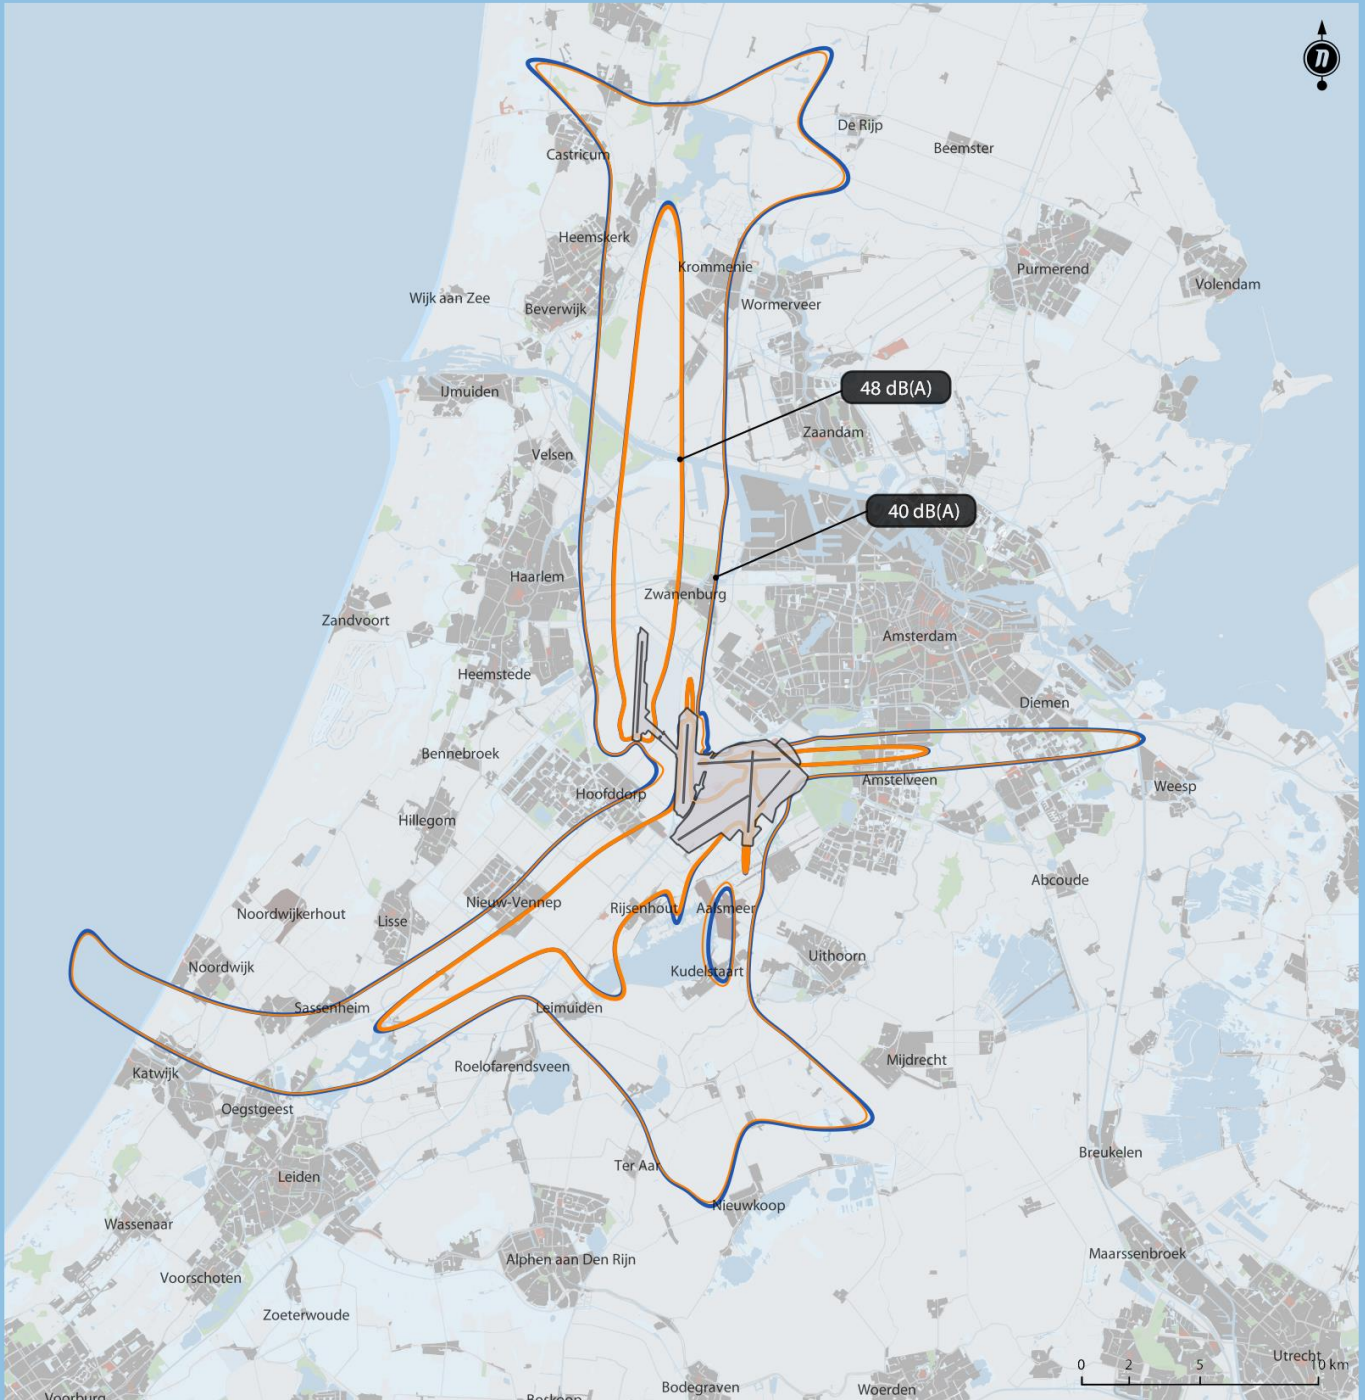 n
De Rijp
Beemster
Castricum
Heemskerk
Krommenie
Purmerend
Volendam
Wijk aan Zee
Beverwijk
Wormerveer
48 dB(A)
IJmuiden
Zaandam
Velsen
40 dB(A)
Haarlem
Zwanenburg
Zandvoort
Amsterdam
Heemstede
Diemen
Bennebroek
Amstelveen
Weesp
Hoofddorp
Hillegom
Abcoude
Nieuw-Vennep
Rijsenhout
Aalsmeer
Noordwijkerhout
Lisse
Uithoorn
Noordwijk
Kudelstaart
Sassenheim
Leimuiden
Mijdrecht
Katwijk
Roelofarendsveen
Oegstgeest
Breukelen
Ter Aar
Leiden
Nieuwkoop
Wassenaar
Maarssenbroek
Alphen aan Den Rijn
Voorschoten
Zoeterwoude
Utrecht
0 2 5 10 km
Bodegraven
Woerden
Voorburg
Boskoop